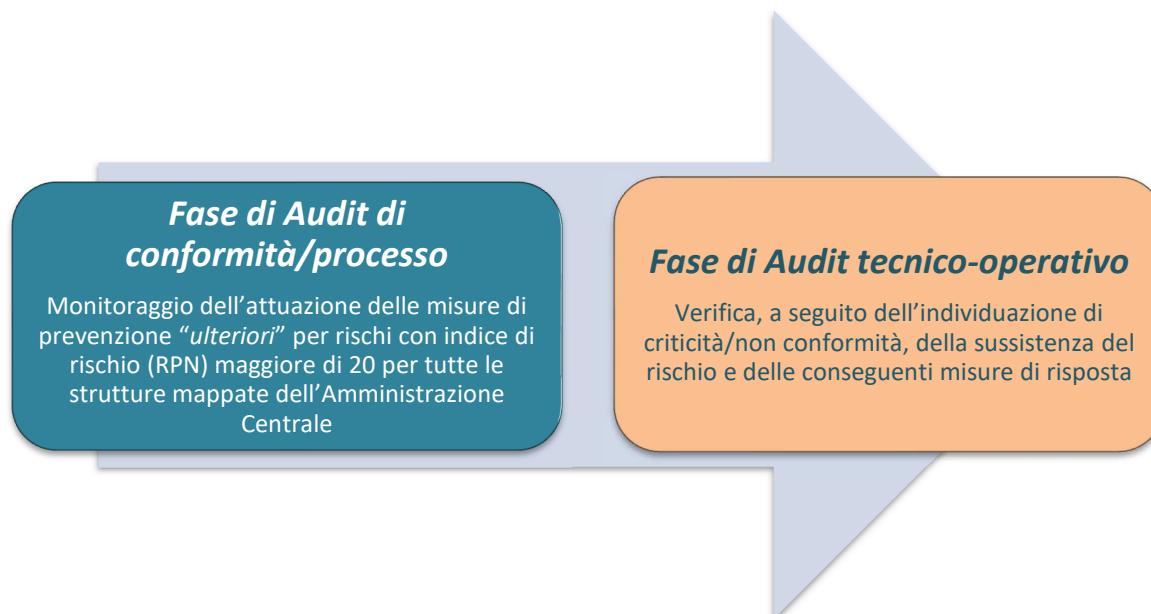 Fase di Audit di
conformità/processo
Monitoraggio dell’attuazione delle misure di
prevenzione “ulteriori” per rischi con indice di
rischio (RPN) maggiore di 20 per tutte le
strutture mappate dell’Amministrazione
Centrale
Fase di Audit tecnico-operativo
Verifica, a seguito dell’individuazione di
criticità/non conformità, della sussistenza del
rischio e delle conseguenti misure di risposta